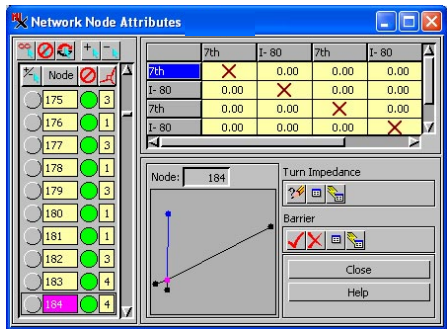 Network Node Attributes
7th I- 80 7th I- 80
Node
7th 0.00 0.00 0.00
I- 80 0.00 0.00 0.00
7th 0.00 0.00 0.00
I- 80 0.00 0.00 0.00
175 3
176 1
177 3
178 1
179 3
180 1
181 1
182 3
183 4
184 4
Node: 184
Turn Impedance
Barrier
Close
Help